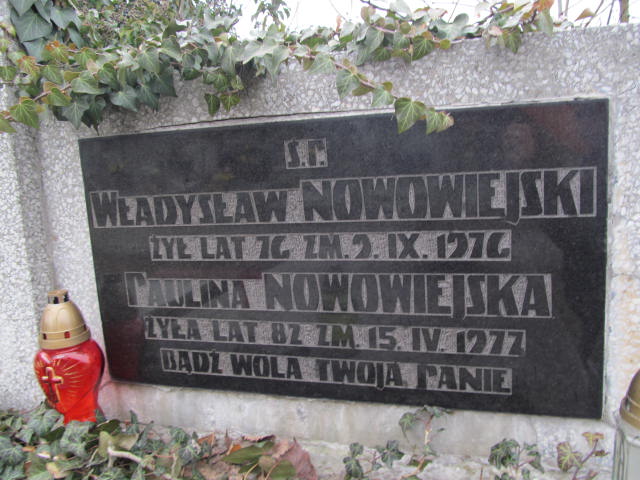 Ś.P.
WŁADYSŁAW NOWOWIEJSKI
ŻYŁ LAT 76 ZM. 9. IX. 1976
PAULINA NOWOWIEJSKA
ŻYŁA LAT 82 ZM. 15. IV. 1977
BĄDŹ WOLA TWOJA PANIE